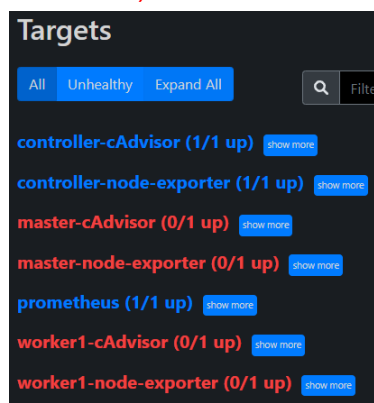 Targets
All Unhealthy Expand All Filte
controller-cAdvisor (1/1 up) show more
controller-node-exporter (1/1 up) show more
master-cAdvisor (0/1 up) show more
master-node-exporter (0/1 up) show more
prometheus (1/1 up) show more
worker1-cAdvisor (0/1 up) show more
worker1-node-exporter (0/1 up) show more